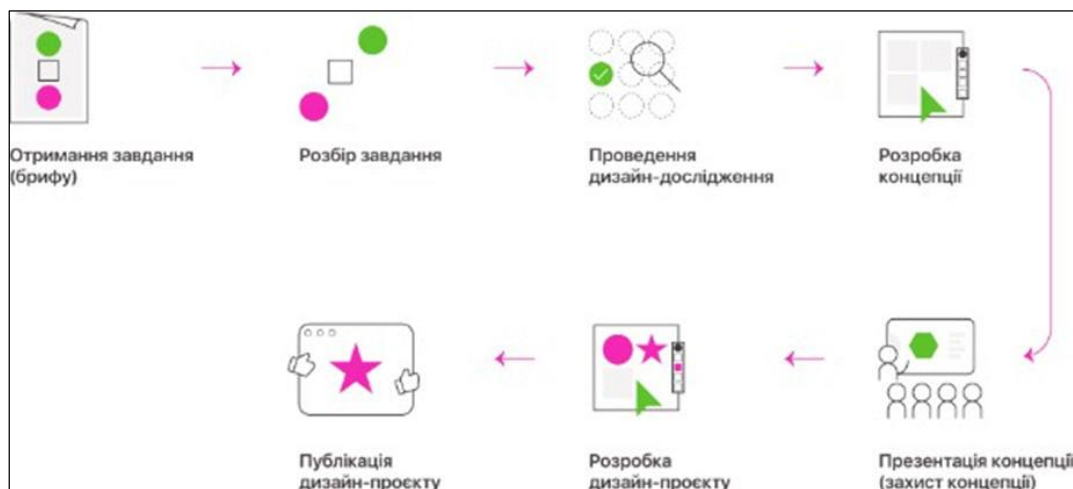 Отримання завдання
(брифу)
Розбір завдання
Проведення
дизайн-дослідження
Розробка
концепції
Презентація концепції
(захист концепції)
Розробка
дизайн-проєкту
Публікація
дизайн-проєкту